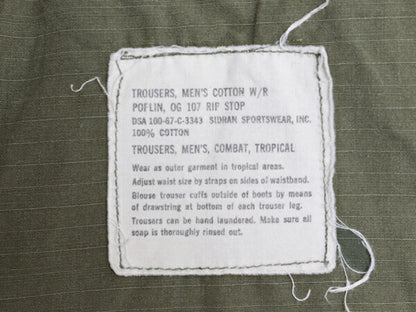 TROUSERS, MEN'S COTTON W/R
POFLIN, OG 107 RIP STOP
DSA 100-67-C-3343 SIDRAN SPORTSWEAR, INC.
100% COTTON
TROUSERS, MEN'S, COMBAT, TROPICAL
Wear as outer garment in tropical areas.
Adjust waist size by straps on sides of waistband.
Blouse trouser cuffs outside of boots by means
of drawstring at bottom of each trouser leg.
Trousers can be hand laundered. Make sure all
soap is thoroughly rinsed out.